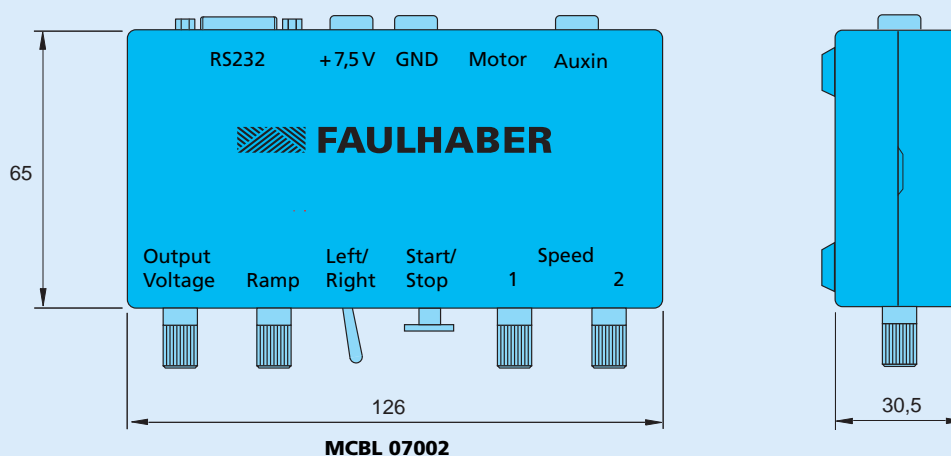 RS232 +7,5 V GND Motor Auxin
FAULHABER
65
Output Voltage
Ramp
Left/ Right
Start/ Stop
Speed
1 2
126
30,5
MCBL 07002